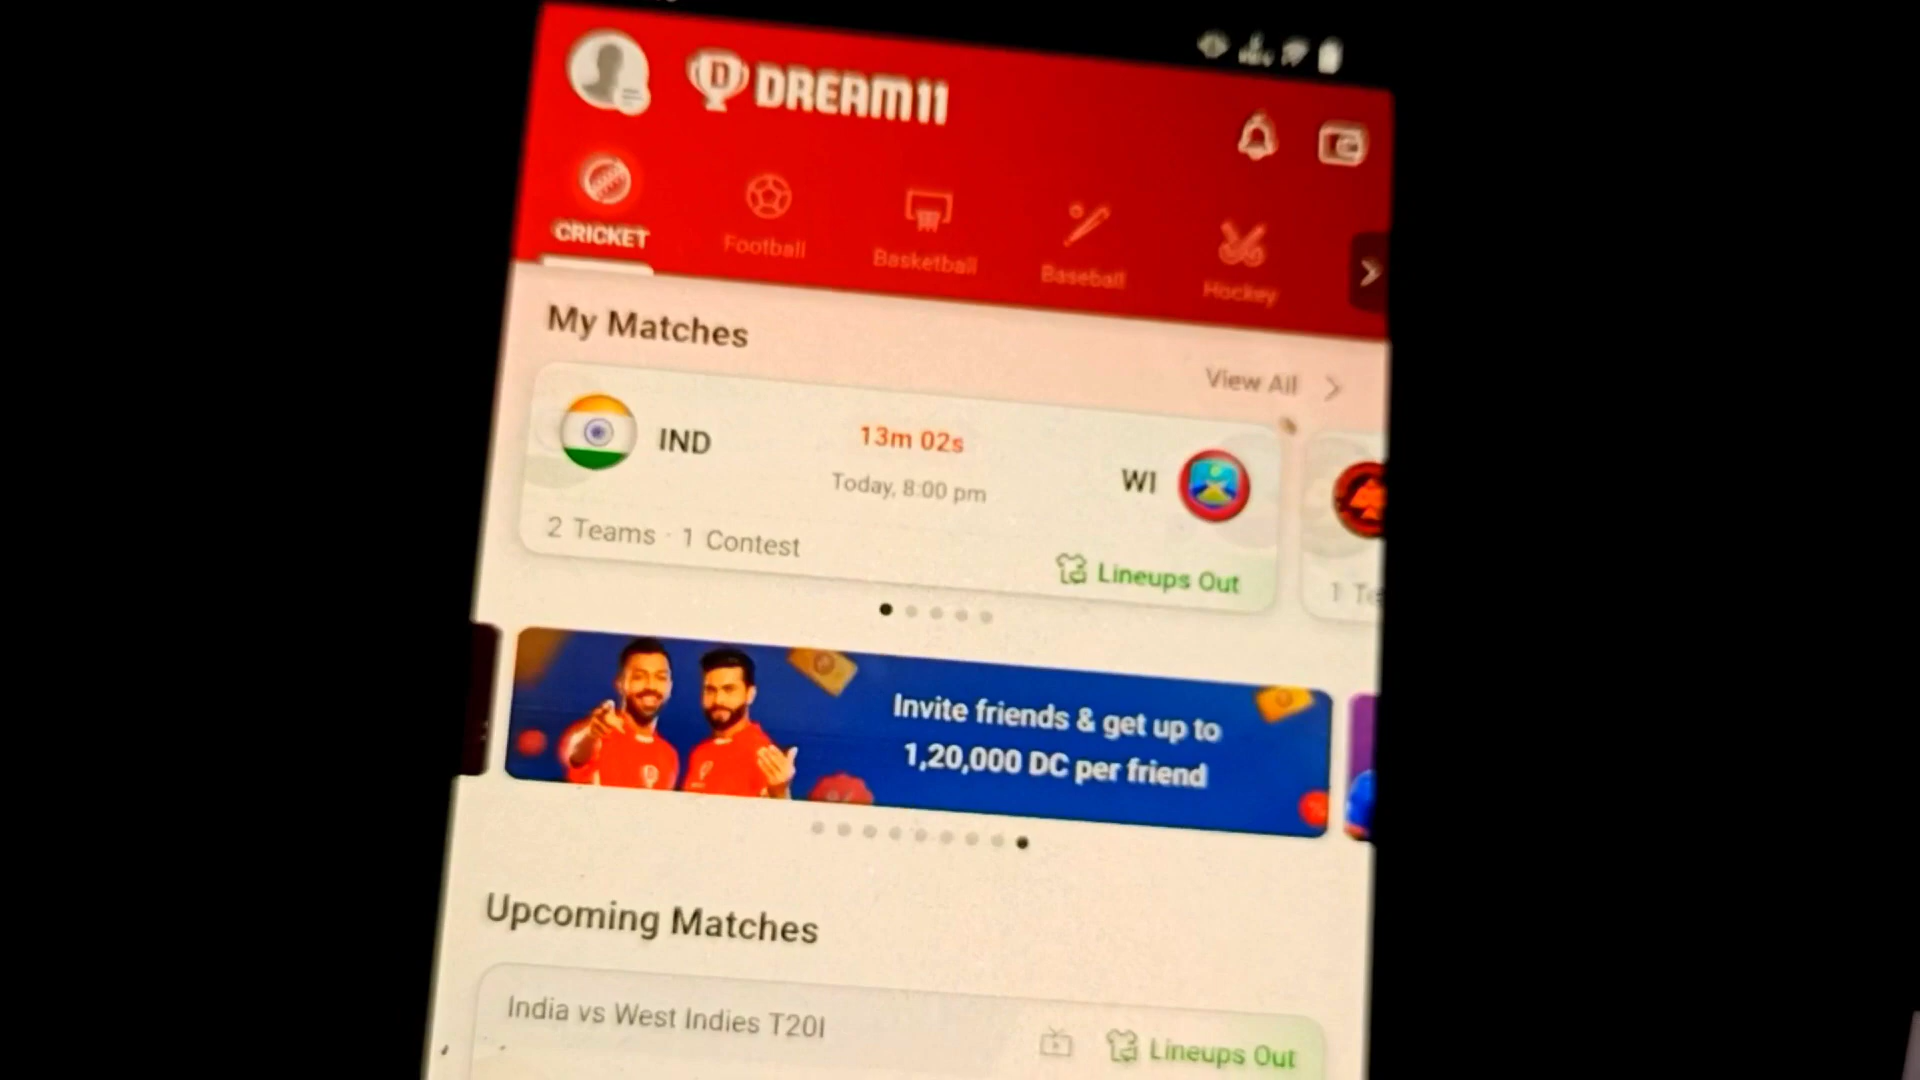 DREAM11
CRICKET
Football
Basketball
Baseball
Hockey
My Matches
View All
IND
13m 02s
Today, 8:00 pm
WI
2 Teams · 1 Contest
Lineups Out
Invite friends & get up to
1,20,000 DC per friend
Upcoming Matches
India vs West Indies T20I
Lineups Out